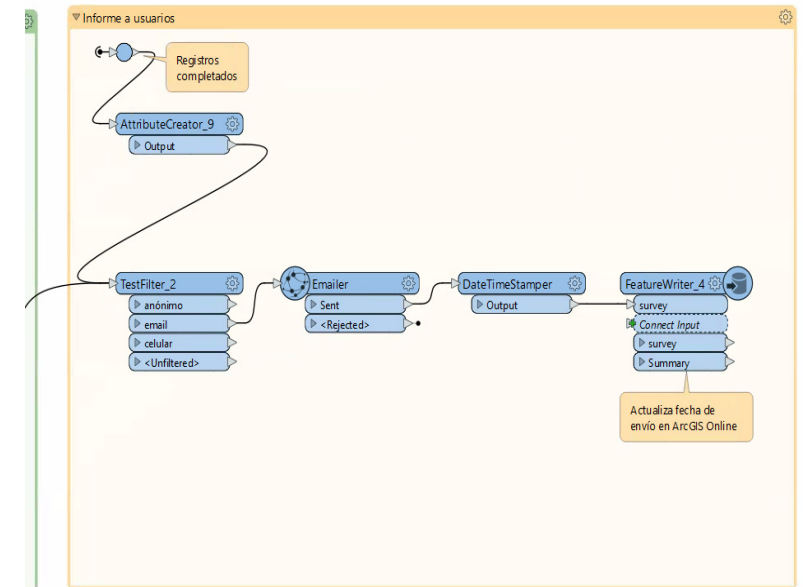 Informe a usuarios
Registros
completados
AttributeCreator_9
Output
TestFilter_2
anónimo
email
celular
<Unfiltered>
Emailer
Sent
<Rejected>
DateTimeStamper
Output
FeatureWriter_4
survey
Connect Input
survey
Summary
Actualiza fecha de
envío en ArcGIS Online